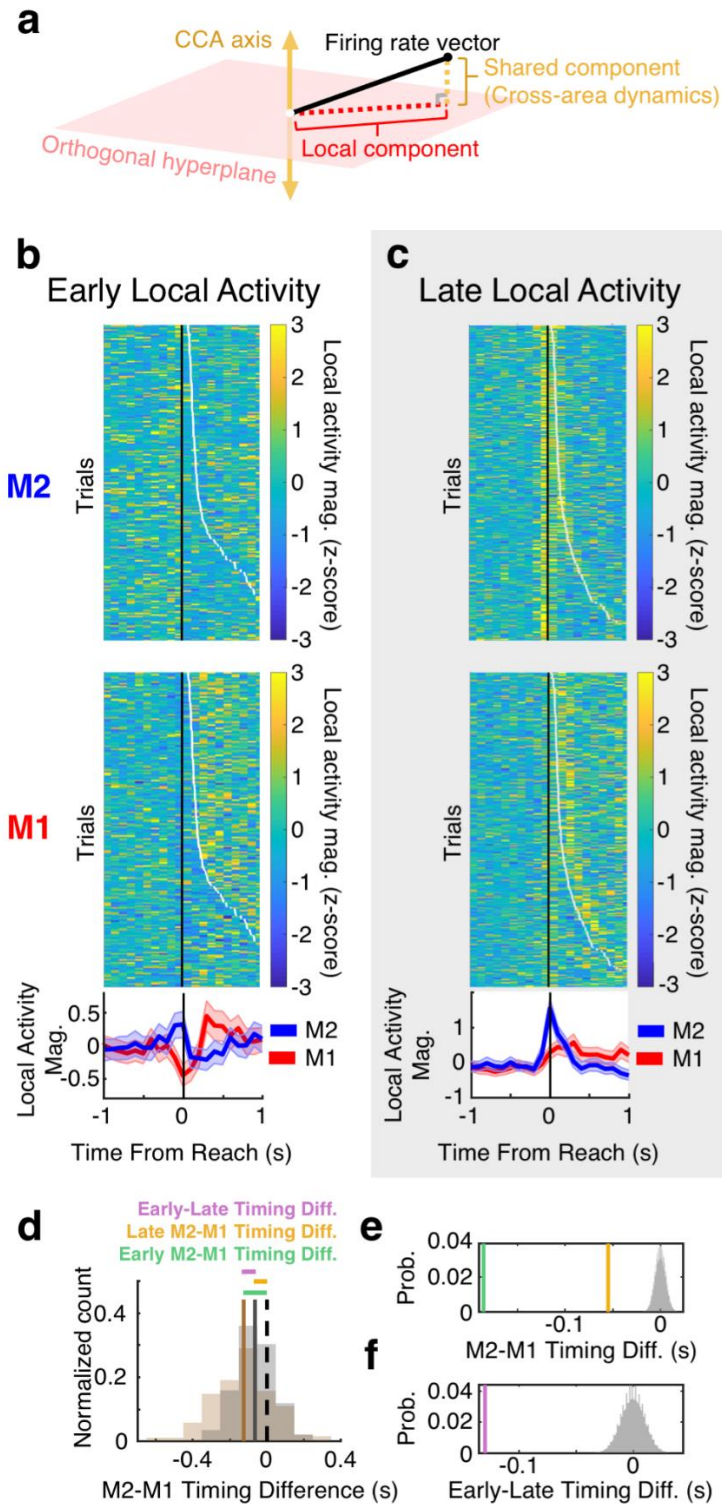 a
CCA axis
Firing rate vector
Shared component
(Cross-area dynamics)
Local component
Orthogonal hyperplane
b
Early Local Activity
c
Late Local Activity
M2
Trials
3
2
1
0
-1
-2
-3
Local activity mag. (z-score)
Trials
3
2
1
0
-1
-2
-3
Local activity mag. (z-score)
M1
Trials
3
2
1
0
-1
-2
-3
Local activity mag. (z-score)
Trials
3
2
1
0
-1
-2
-3
Local activity mag. (z-score)
Local Activity
Mag.
0.5
0
-0.5
M2
M1
-1 0 1
Time From Reach (s)
Local Activity
Mag.
1
0
-1
M2
M1
-1 0 1
Time From Reach (s)
d
Early-Late Timing Diff.
Late M2-M1 Timing Diff.
Early M2-M1 Timing Diff.
Normalized count
0.4
0.2
0
-0.4 0 0.4
M2-M1 Timing Difference (s)
e
Prob.
0.04
0.02
0
-0.1 0
M2-M1 Timing Diff. (s)
f
Prob.
0.04
0.02
0
-0.1 0
Early-Late Timing Diff. (s)